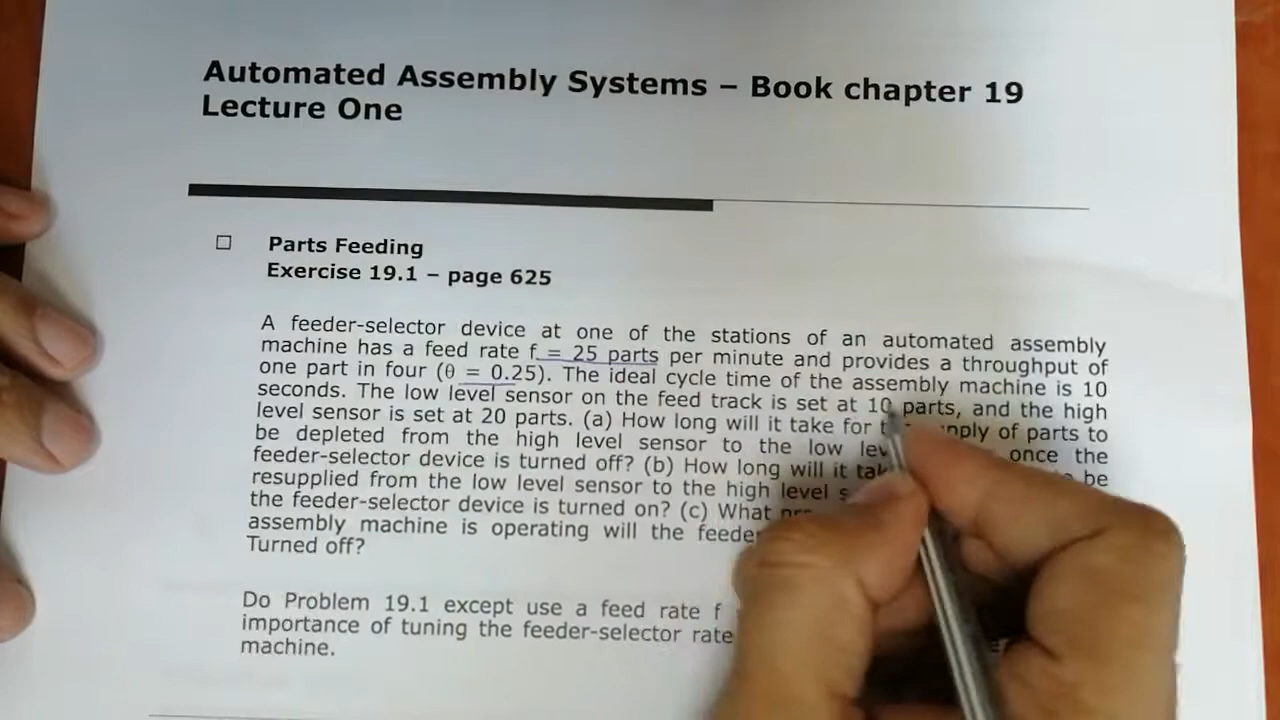 Automated Assembly Systems – Book chapter 19
Lecture One
Parts Feeding
Exercise 19.1 – page 625
A feeder-selector device at one of the stations of an automated assembly
machine has a feed rate f = 25 parts per minute and provides a throughput of
one part in four (θ = 0.25). The ideal cycle time of the assembly machine is 10
seconds. The low level sensor on the feed track is set at 10 parts, and the high
level sensor is set at 20 parts. (a) How long will it take for of parts to
be depleted from the high level sensor to the low once the
feeder-selector device is turned off? (b) How long will it be
resupplied from the low level sensor to the high level
the feeder-selector device is turned on? (c) What
assembly machine is operating will the
Turned off?
Do Problem 19.1 except use a feed rate f
importance of tuning the feeder-selector rate
machine.